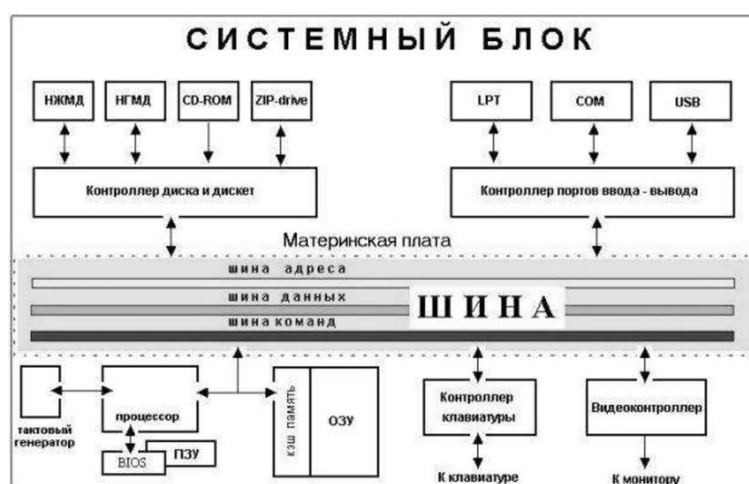 СИСТЕМНЫЙ БЛОК
НЖМД
НГМД
CD-ROM
ZIP-drive
LPT
COM
USB
Контроллер диска и дискет
Контроллер портов ввода - вывода
Материнская плата
шина адреса
шина данных
ШИНА
шина команд
тактовый
генератор
процессор
BIOS
ПЗУ
кэш память
ОЗУ
Контроллер
клавиатуры
Видеоконтроллер
К клавиатуре
К монитору